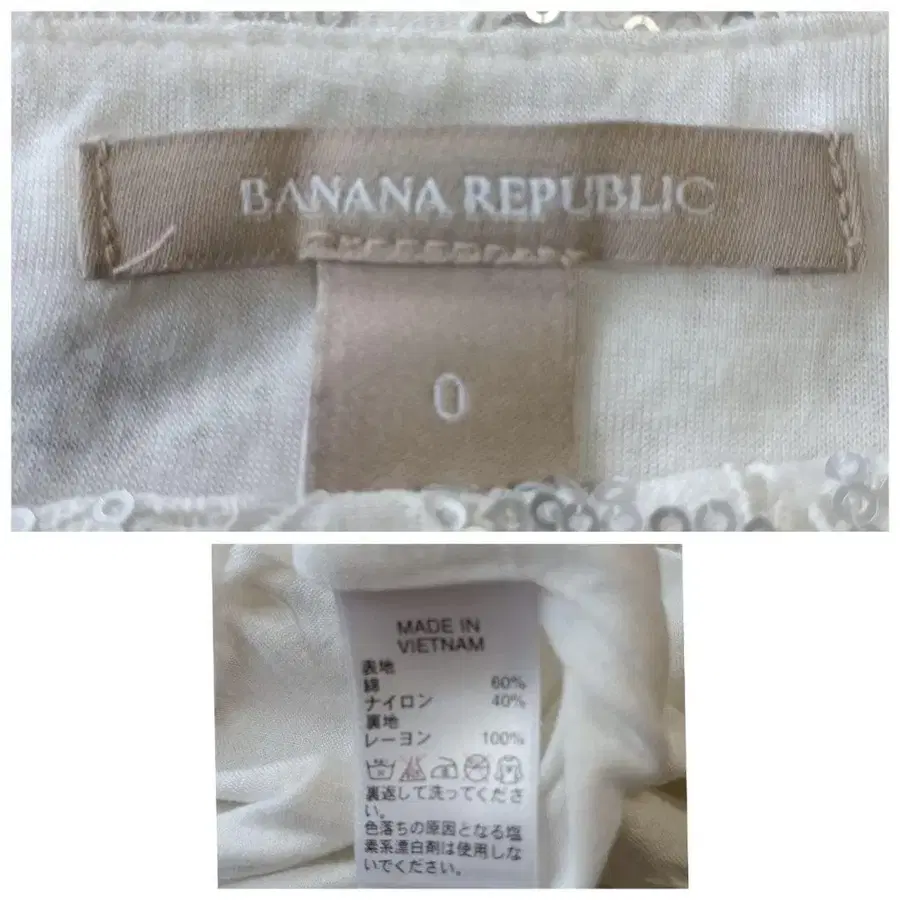 BANANA REPUBLIC
0
MADE IN
VIETNAM
表地
綿 60%
ナイロン 40%
裏地
レーヨン 100%
裏返して洗ってくださ
い。
色落ちの原因となる塩
素系漂白剤は使用しな
いでください。